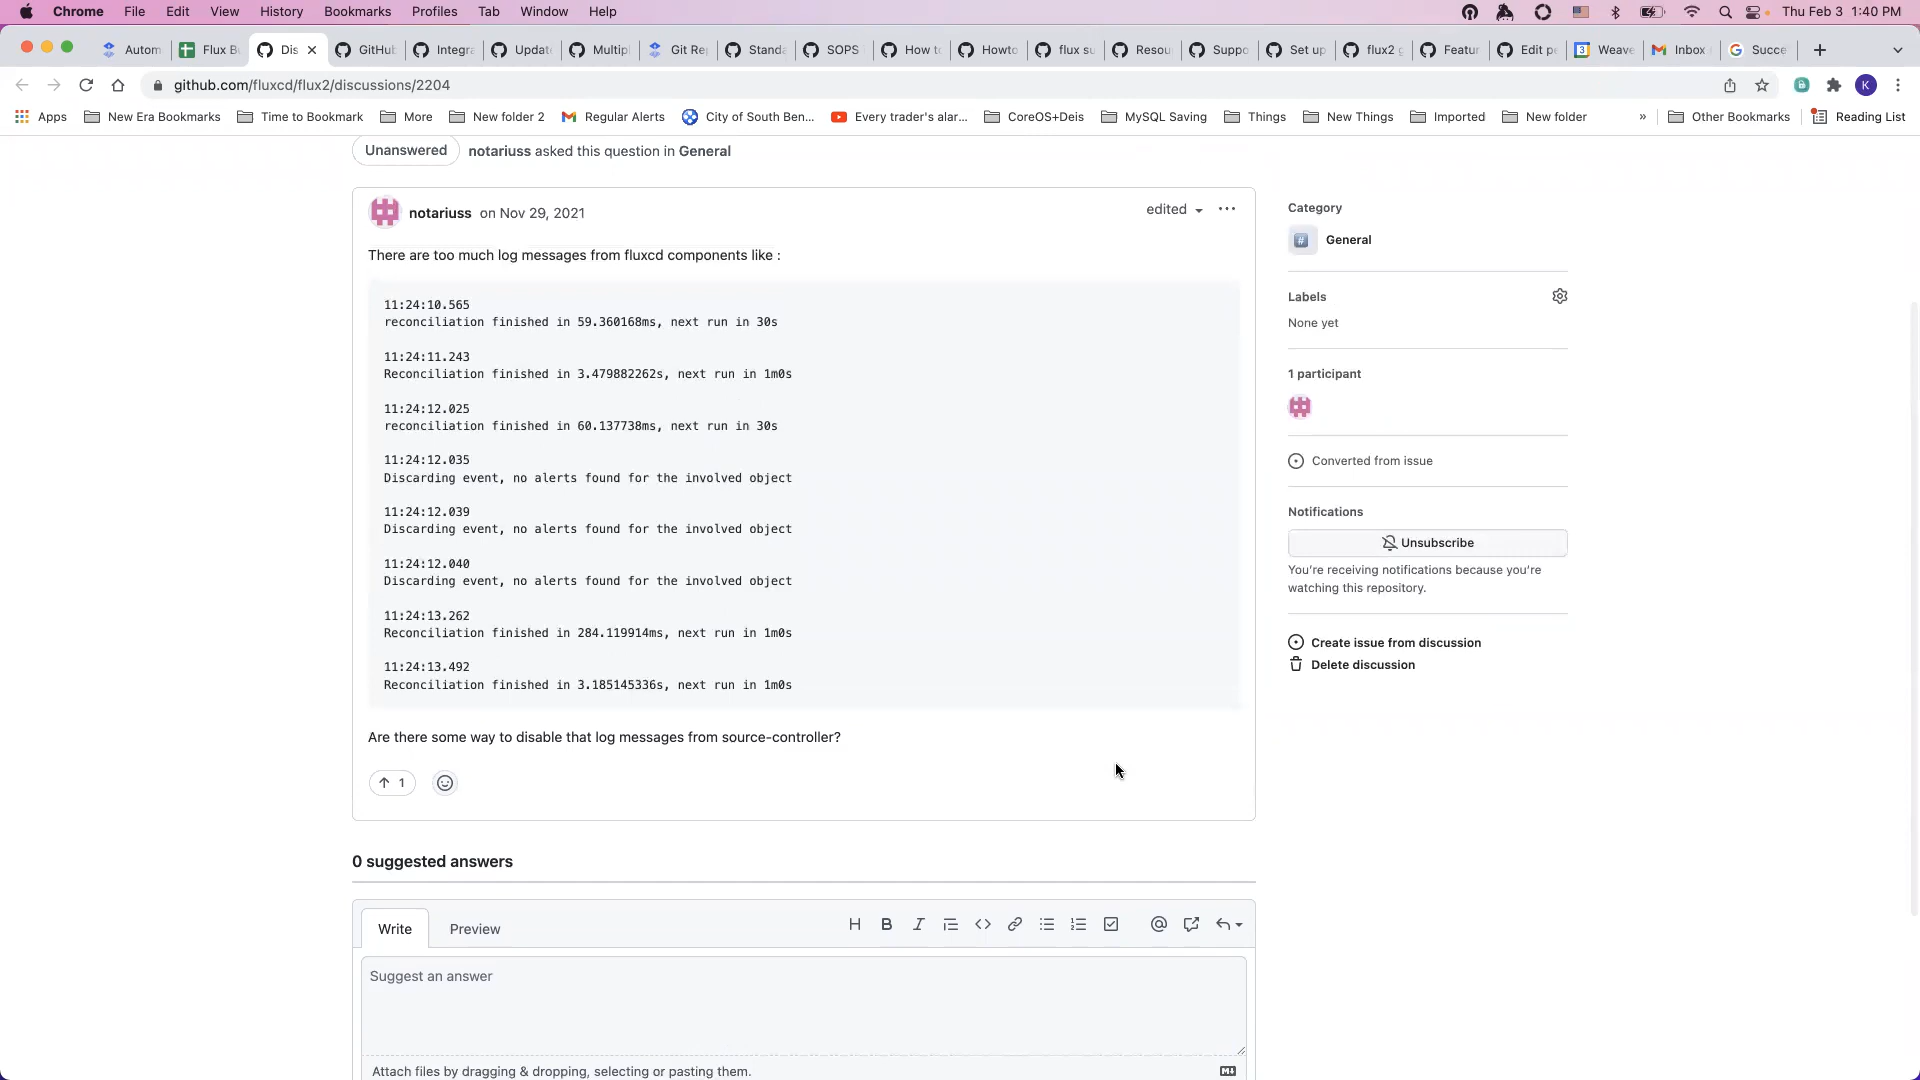 Chrome File Edit View History Bookmarks Profiles Tab Window Help Thu Feb 3 1:40 PM
Autom Flux Bu Dis GitHub Integra Update Multipl Git Rep Standa SOPS How to Howto flux su Resou Suppo Set up flux2 g Featur Edit pe Weave Inbox Succe
github.com/fluxcd/flux2/discussions/2204 K
Apps New Era Bookmarks Time to Bookmark More New folder 2 Regular Alerts City of South Ben... Every trader's alar... CoreOS+Deis MySQL Saving Things New Things Imported New folder » Other Bookmarks Reading List
Unanswered notariuss asked this question in General
notariuss on Nov 29, 2021 edited
There are too much log messages from fluxcd components like :
11:24:10.565
reconciliation finished in 59.360168ms, next run in 30s
11:24:11.243
Reconciliation finished in 3.479882262s, next run in 1m0s
11:24:12.025
reconciliation finished in 60.137738ms, next run in 30s
11:24:12.035
Discarding event, no alerts found for the involved object
11:24:12.039
Discarding event, no alerts found for the involved object
11:24:12.040
Discarding event, no alerts found for the involved object
11:24:13.262
Reconciliation finished in 284.119914ms, next run in 1m0s
11:24:13.492
Reconciliation finished in 3.185145336s, next run in 1m0s
Are there some way to disable that log messages from source-controller?
1
0 suggested answers
Write Preview
Suggest an answer
Attach files by dragging & dropping, selecting or pasting them.
Category
# General
Labels
None yet
1 participant
Converted from issue
Notifications
Unsubscribe
You're receiving notifications because you're
watching this repository.
Create issue from discussion
Delete discussion